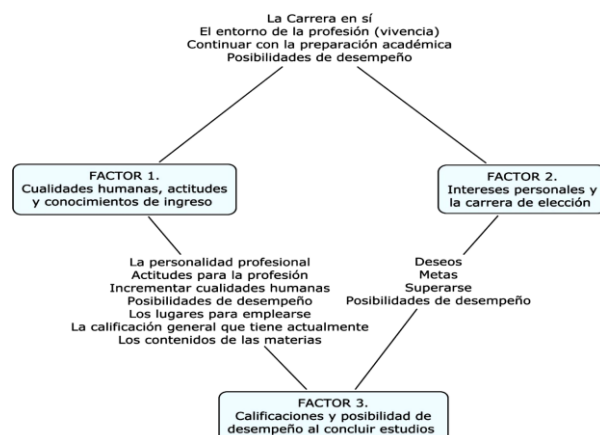 La Carrera en sí
El entorno de la profesión (vivencia)
Continuar con la preparación académica
Posibilidades de desempeño
FACTOR 1.
Cualidades humanas, actitudes
y conocimientos de ingreso
FACTOR 2.
Intereses personales y
la carrera de elección
La personalidad profesional
Actitudes para la profesión
Incrementar cualidades humanas
Posibilidades de desempeño
Los lugares para emplearse
La calificación general que tiene actualmente
Los contenidos de las materias
Deseos
Metas
Superarse
Posibilidades de desempeño
FACTOR 3.
Calificaciones y posibilidad de
desempeño al concluir estudios